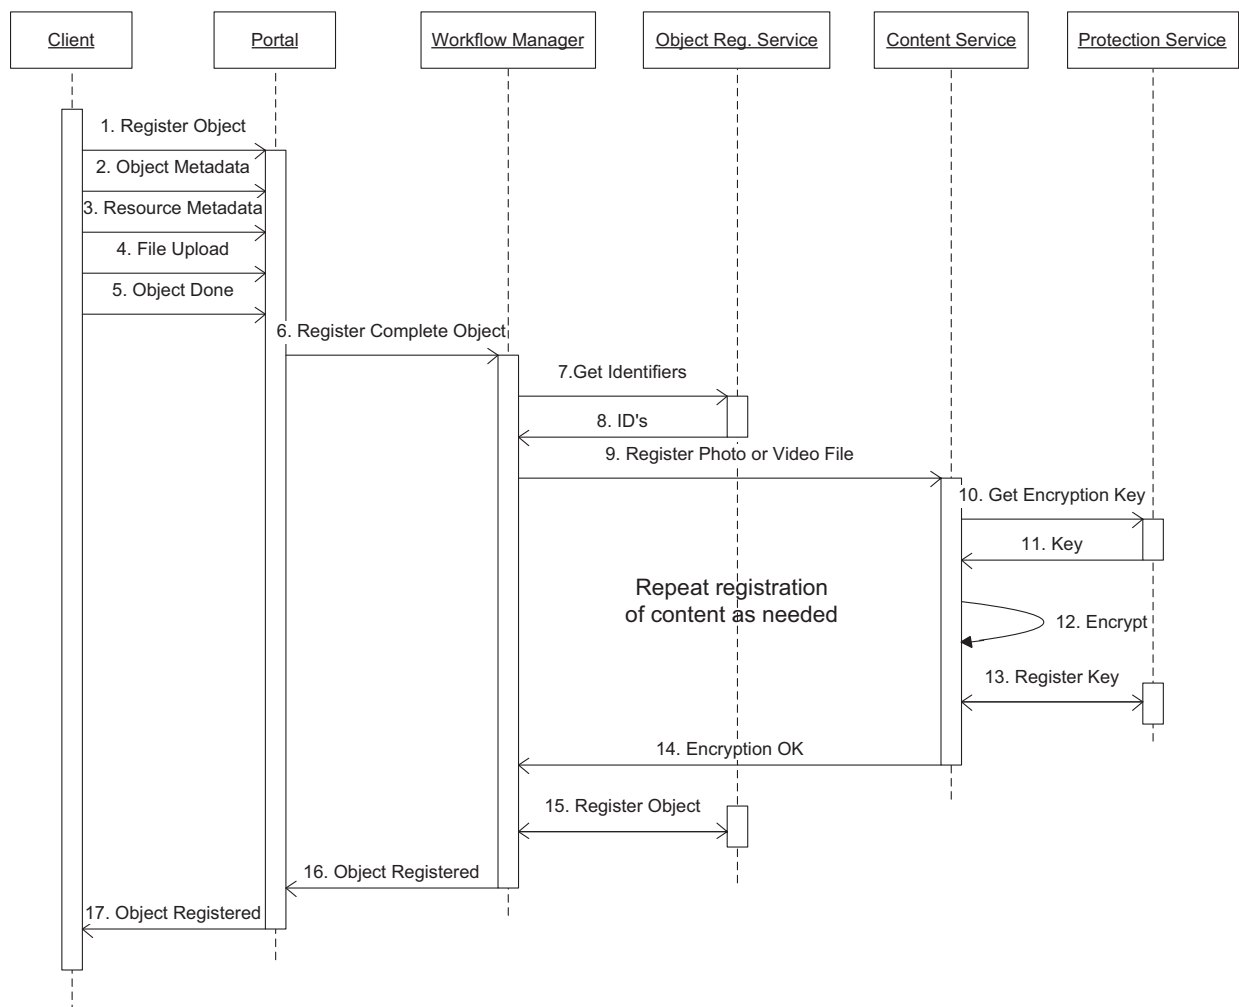 Client
Portal
Workflow Manager
Object Reg. Service
Content Service
Protection Service
1. Register Object
2. Object Metadata
3. Resource Metadata
4. File Upload
5. Object Done
6. Register Complete Object
7.Get Identifiers
8. ID's
9. Register Photo or Video File
10. Get Encryption Key
11. Key
Repeat registration
of content as needed
12. Encrypt
13. Register Key
14. Encryption OK
15. Register Object
16. Object Registered
17. Object Registered